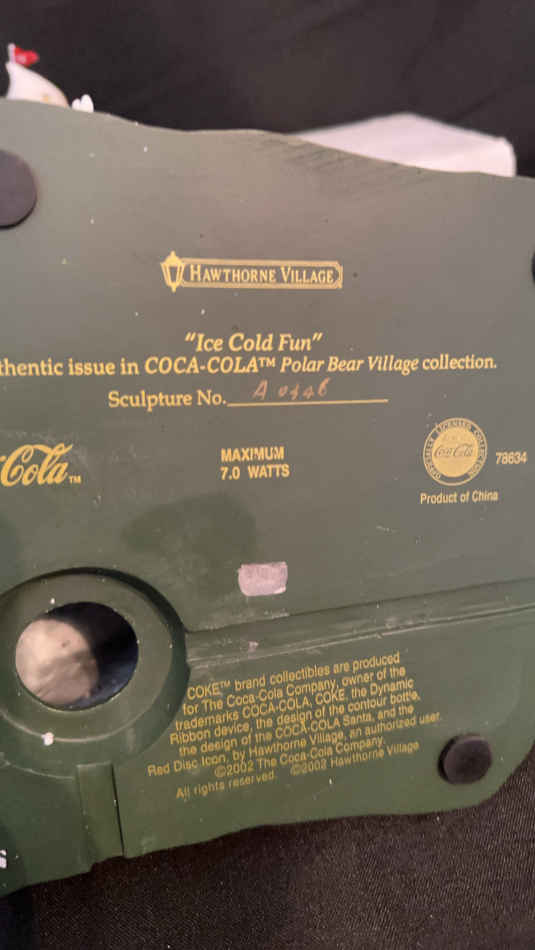 HAWTHORNE VILLAGE
"Ice Cold Fun"
thentic issue in COCA-COLA™ Polar Bear Village collection.
Sculpture No. A
Cola™
MAXIMUM
7.0 WATTS
OFFICIALLY LICENSED COLLECTION
Coca-Cola
78634
Product of China
COKE™ brand collectibles are produced
for The Coca-Cola Company, owner of the
trademarks COCA-COLA, COKE, the Dynamic
Ribbon device, the design of the contour bottle,
the design of the COCA-COLA Santa, and the
Red Disc Icon, by Hawthorne Village, an authorized user.
©2002 The Coca-Cola Company.
All rights reserved. ©2002 Hawthorne Village